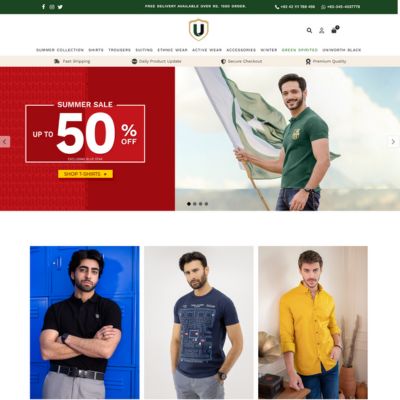 FREE DELIVERY AVAILABLE OVER RS. 1500 ORDER.
+92 42 111 786 456
+92-345-4037775
U
0
SUMMER COLLECTION SHIRTS TROUSERS SUITING ETHNIC WEAR ACTIVE WEAR ACCESSORIES WINTER GREEN SPIRITED UNIWORTH BLACK
Fast Shipping Daily Product Update Secure Checkout Premium Quality
SUMMER SALE
UP TO 50% OFF
SHOP T-SHIRTS